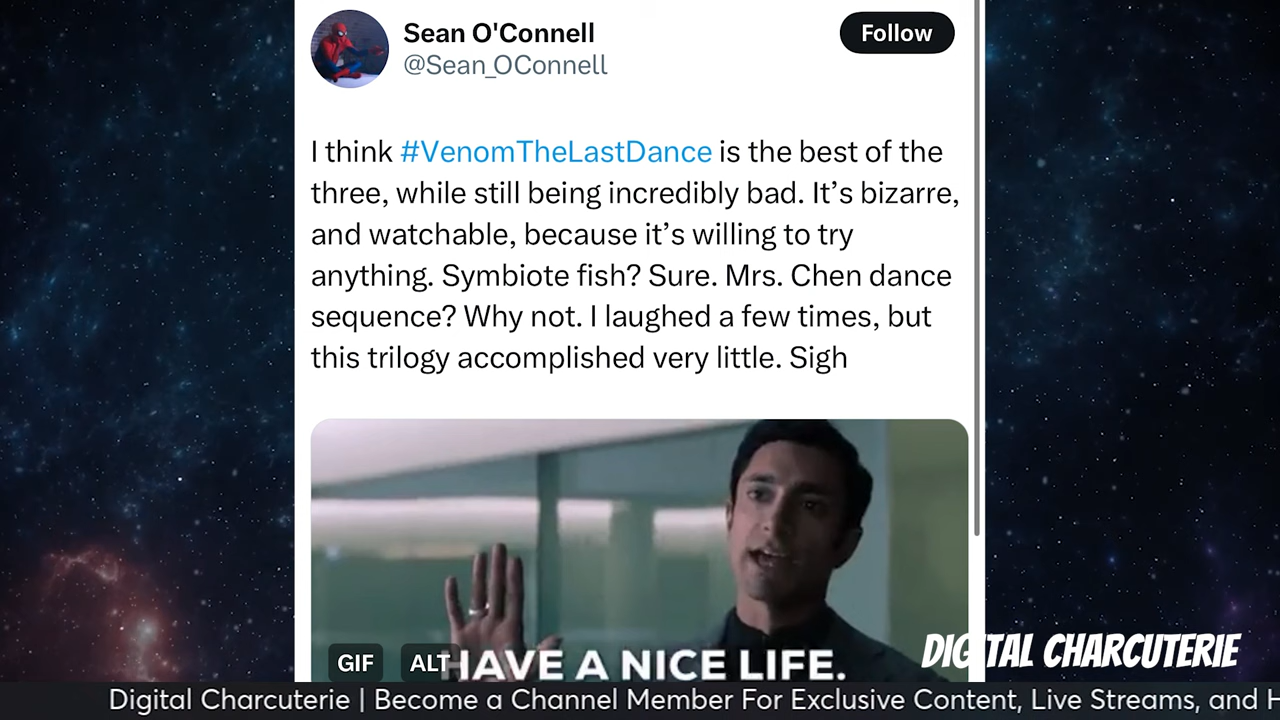 Sean O'Connell
Follow
@Sean_OConnell
I think #VenomTheLastDance is the best of the
three, while still being incredibly bad. It’s bizarre,
and watchable, because it’s willing to try
anything. Symbiote fish? Sure. Mrs. Chen dance
sequence? Why not. I laughed a few times, but
this trilogy accomplished very little. Sigh
GIF
ALT
HAVE A NICE LIFE.
DIGITAL CHARCUTERIE
Digital Charcuterie | Become a Channel Member For Exclusive Content, Live Streams, and H